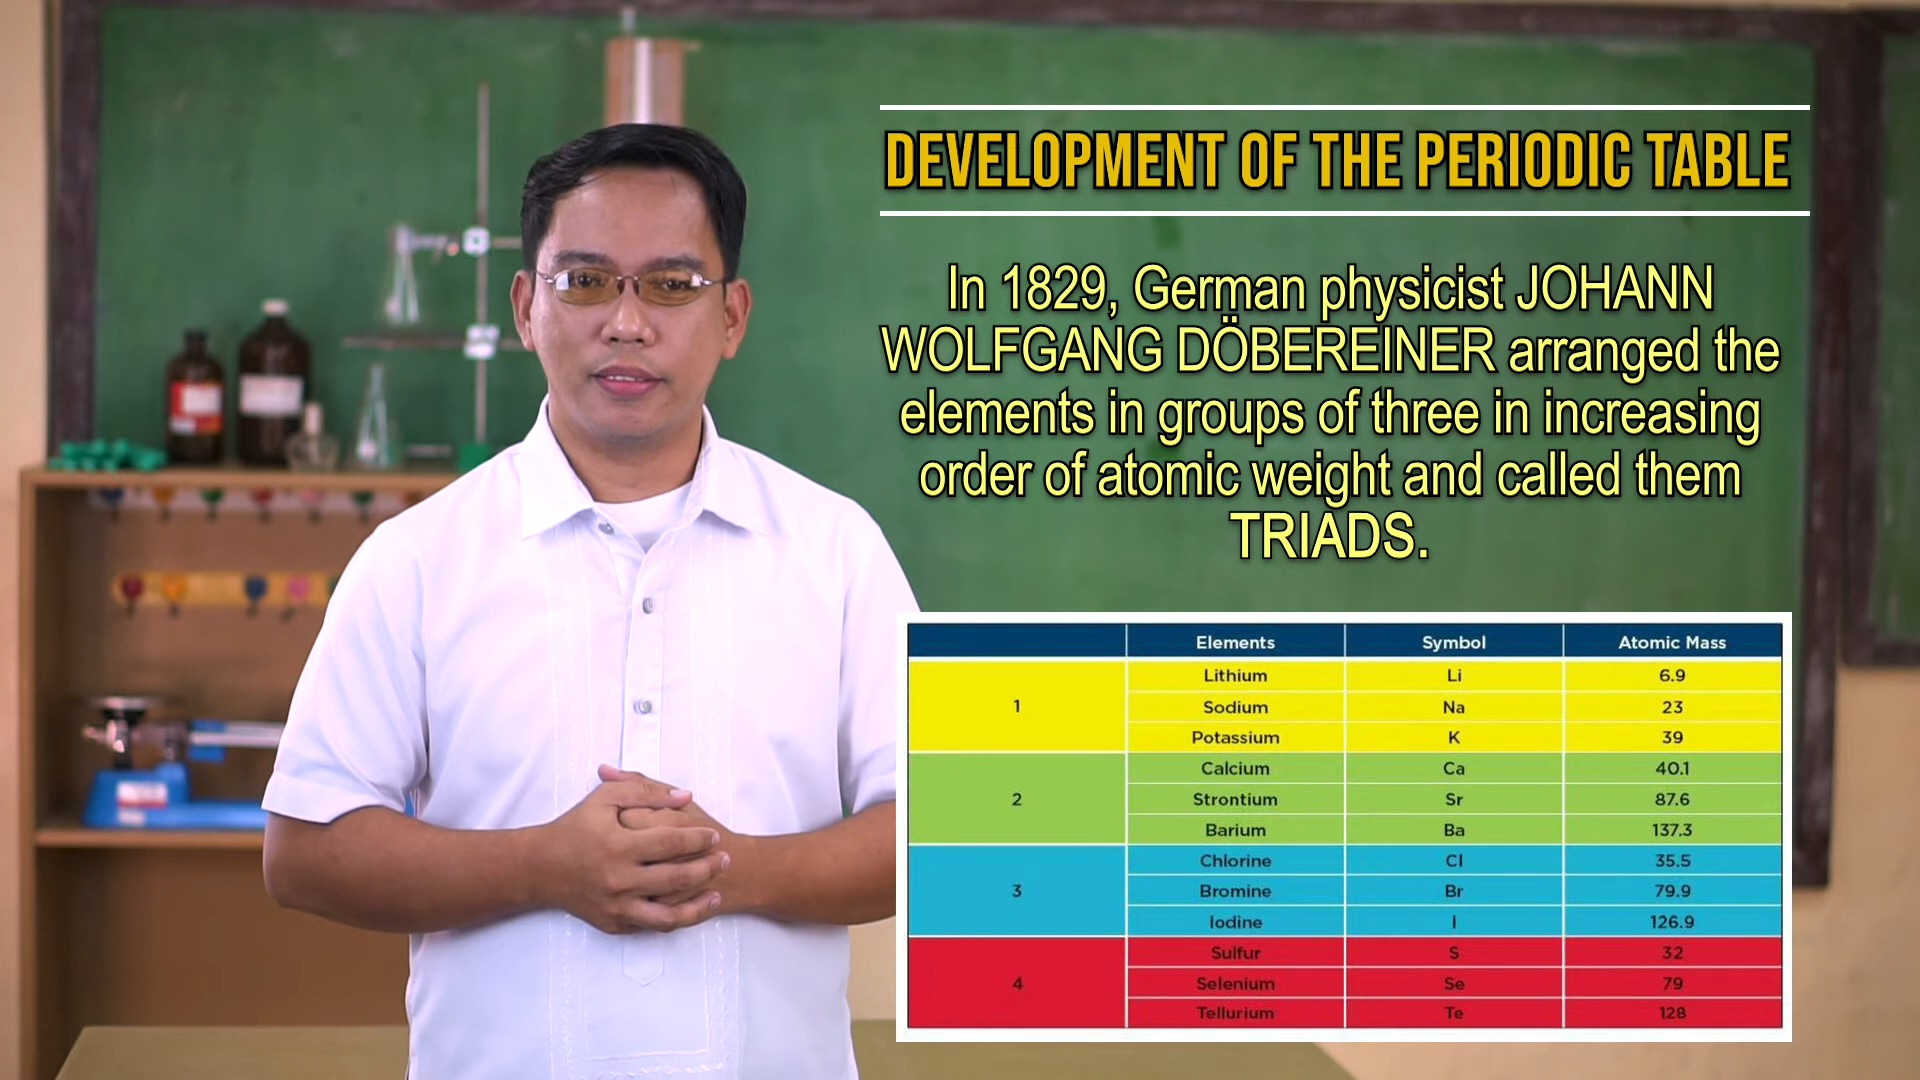 DEVELOPMENT OF THE PERIODIC TABLE
In 1829, German physicist JOHANN
WOLFGANG DÖBEREINER arranged the
elements in groups of three in increasing
order of atomic weight and called them
TRIADS.
Elements Symbol Atomic Mass
1
Lithium Li 6.9
Sodium Na 23
Potassium K 39
2
Calcium Ca 40.1
Strontium Sr 87.6
Barium Ba 137.3
3
Chlorine Cl 35.5
Bromine Br 79.9
Iodine I 126.9
4
Sulfur S 32
Selenium Se 79
Tellurium Te 128